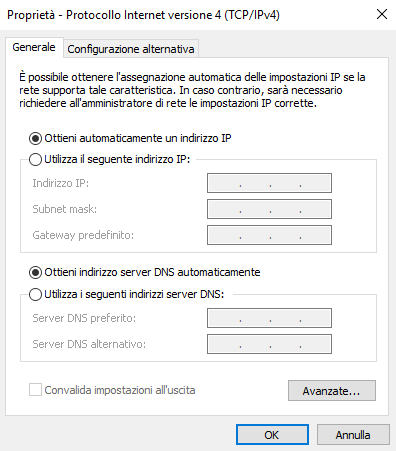 Proprietà - Protocollo Internet versione 4 (TCP/IPv4)
Generale
Configurazione alternativa
È possibile ottenere l'assegnazione automatica delle impostazioni IP se la
rete supporta tale caratteristica. In caso contrario, sarà necessario
richiedere all'amministratore di rete le impostazioni IP corrette.
Ottieni automaticamente un indirizzo IP
Utilizza il seguente indirizzo IP:
Indirizzo IP:
Subnet mask:
Gateway predefinito:
Ottieni indirizzo server DNS automaticamente
Utilizza i seguenti indirizzi server DNS:
Server DNS preferito:
Server DNS alternativo:
Convalida impostazioni all'uscita
Avanzate...
OK
Annulla